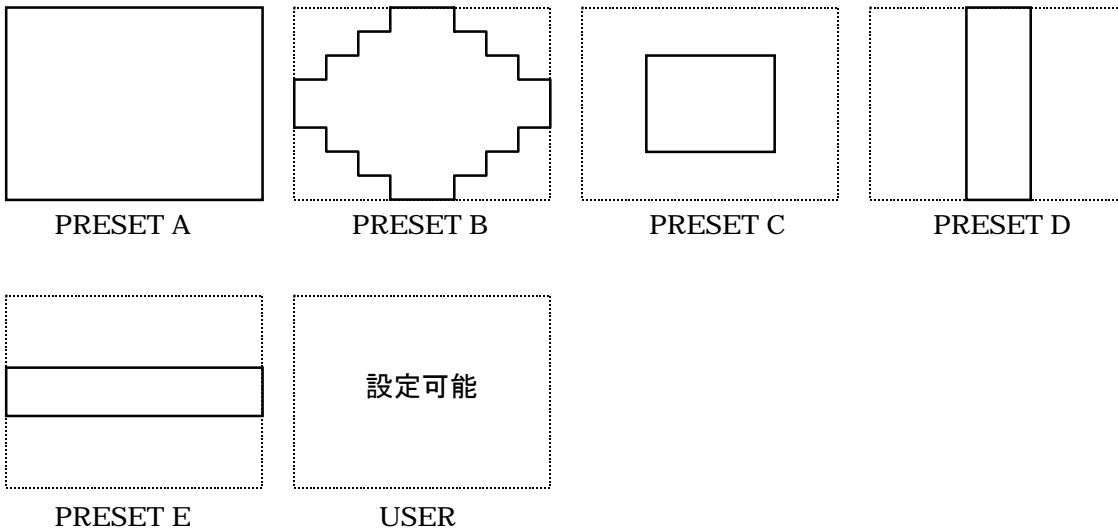 PRESET A
PRESET B
PRESET C
PRESET D
設定可能
PRESET E
USER